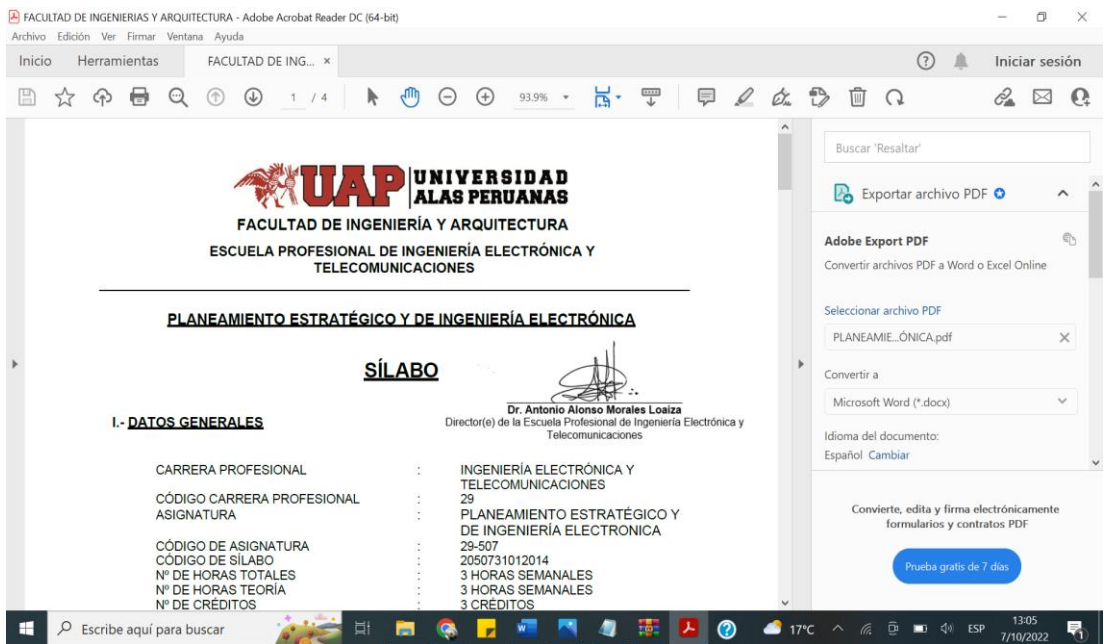 FACULTAD DE INGENIERIAS Y ARQUITECTURA - Adobe Acrobat Reader DC (64-bit)
Archivo Edición Ver Firmar Ventana Ayuda
Inicio Herramientas FACULTAD DE ING... × Iniciar sesión
1 / 4 93.9%
UAP UNIVERSIDAD
ALAS PERUANAS
FACULTAD DE INGENIERÍA Y ARQUITECTURA
ESCUELA PROFESIONAL DE INGENIERÍA ELECTRÓNICA Y
TELECOMUNICACIONES
PLANEAMIENTO ESTRATÉGICO Y DE INGENIERÍA ELECTRÓNICA
SÍLABO
Dr. Antonio Alonso Morales Loaiza
Director(e) de la Escuela Profesional de Ingeniería Electrónica y
Telecomunicaciones
I.- DATOS GENERALES
CARRERA PROFESIONAL : INGENIERÍA ELECTRÓNICA Y
TELECOMUNICACIONES
CÓDIGO CARRERA PROFESIONAL : 29
ASIGNATURA : PLANEAMIENTO ESTRATÉGICO Y
DE INGENIERÍA ELECTRONICA
CÓDIGO DE ASIGNATURA : 29-507
CÓDIGO DE SÍLABO : 2050731012014
Nº DE HORAS TOTALES : 3 HORAS SEMANALES
Nº DE HORAS TEORÍA : 3 HORAS SEMANALES
Nº DE CRÉDITOS : 3 CRÉDITOS
Buscar 'Resaltar'
Exportar archivo PDF
Adobe Export PDF
Convertir archivos PDF a Word o Excel Online
Seleccionar archivo PDF
PLANEAMIE...ÓNICA.pdf
Convertir a
Microsoft Word (*.docx)
Idioma del documento:
Español Cambiar
Convierte, edita y firma electrónicamente
formularios y contratos PDF
Prueba gratis de 7 días
Escribe aquí para buscar 17°C ESP 13:05
7/10/2022